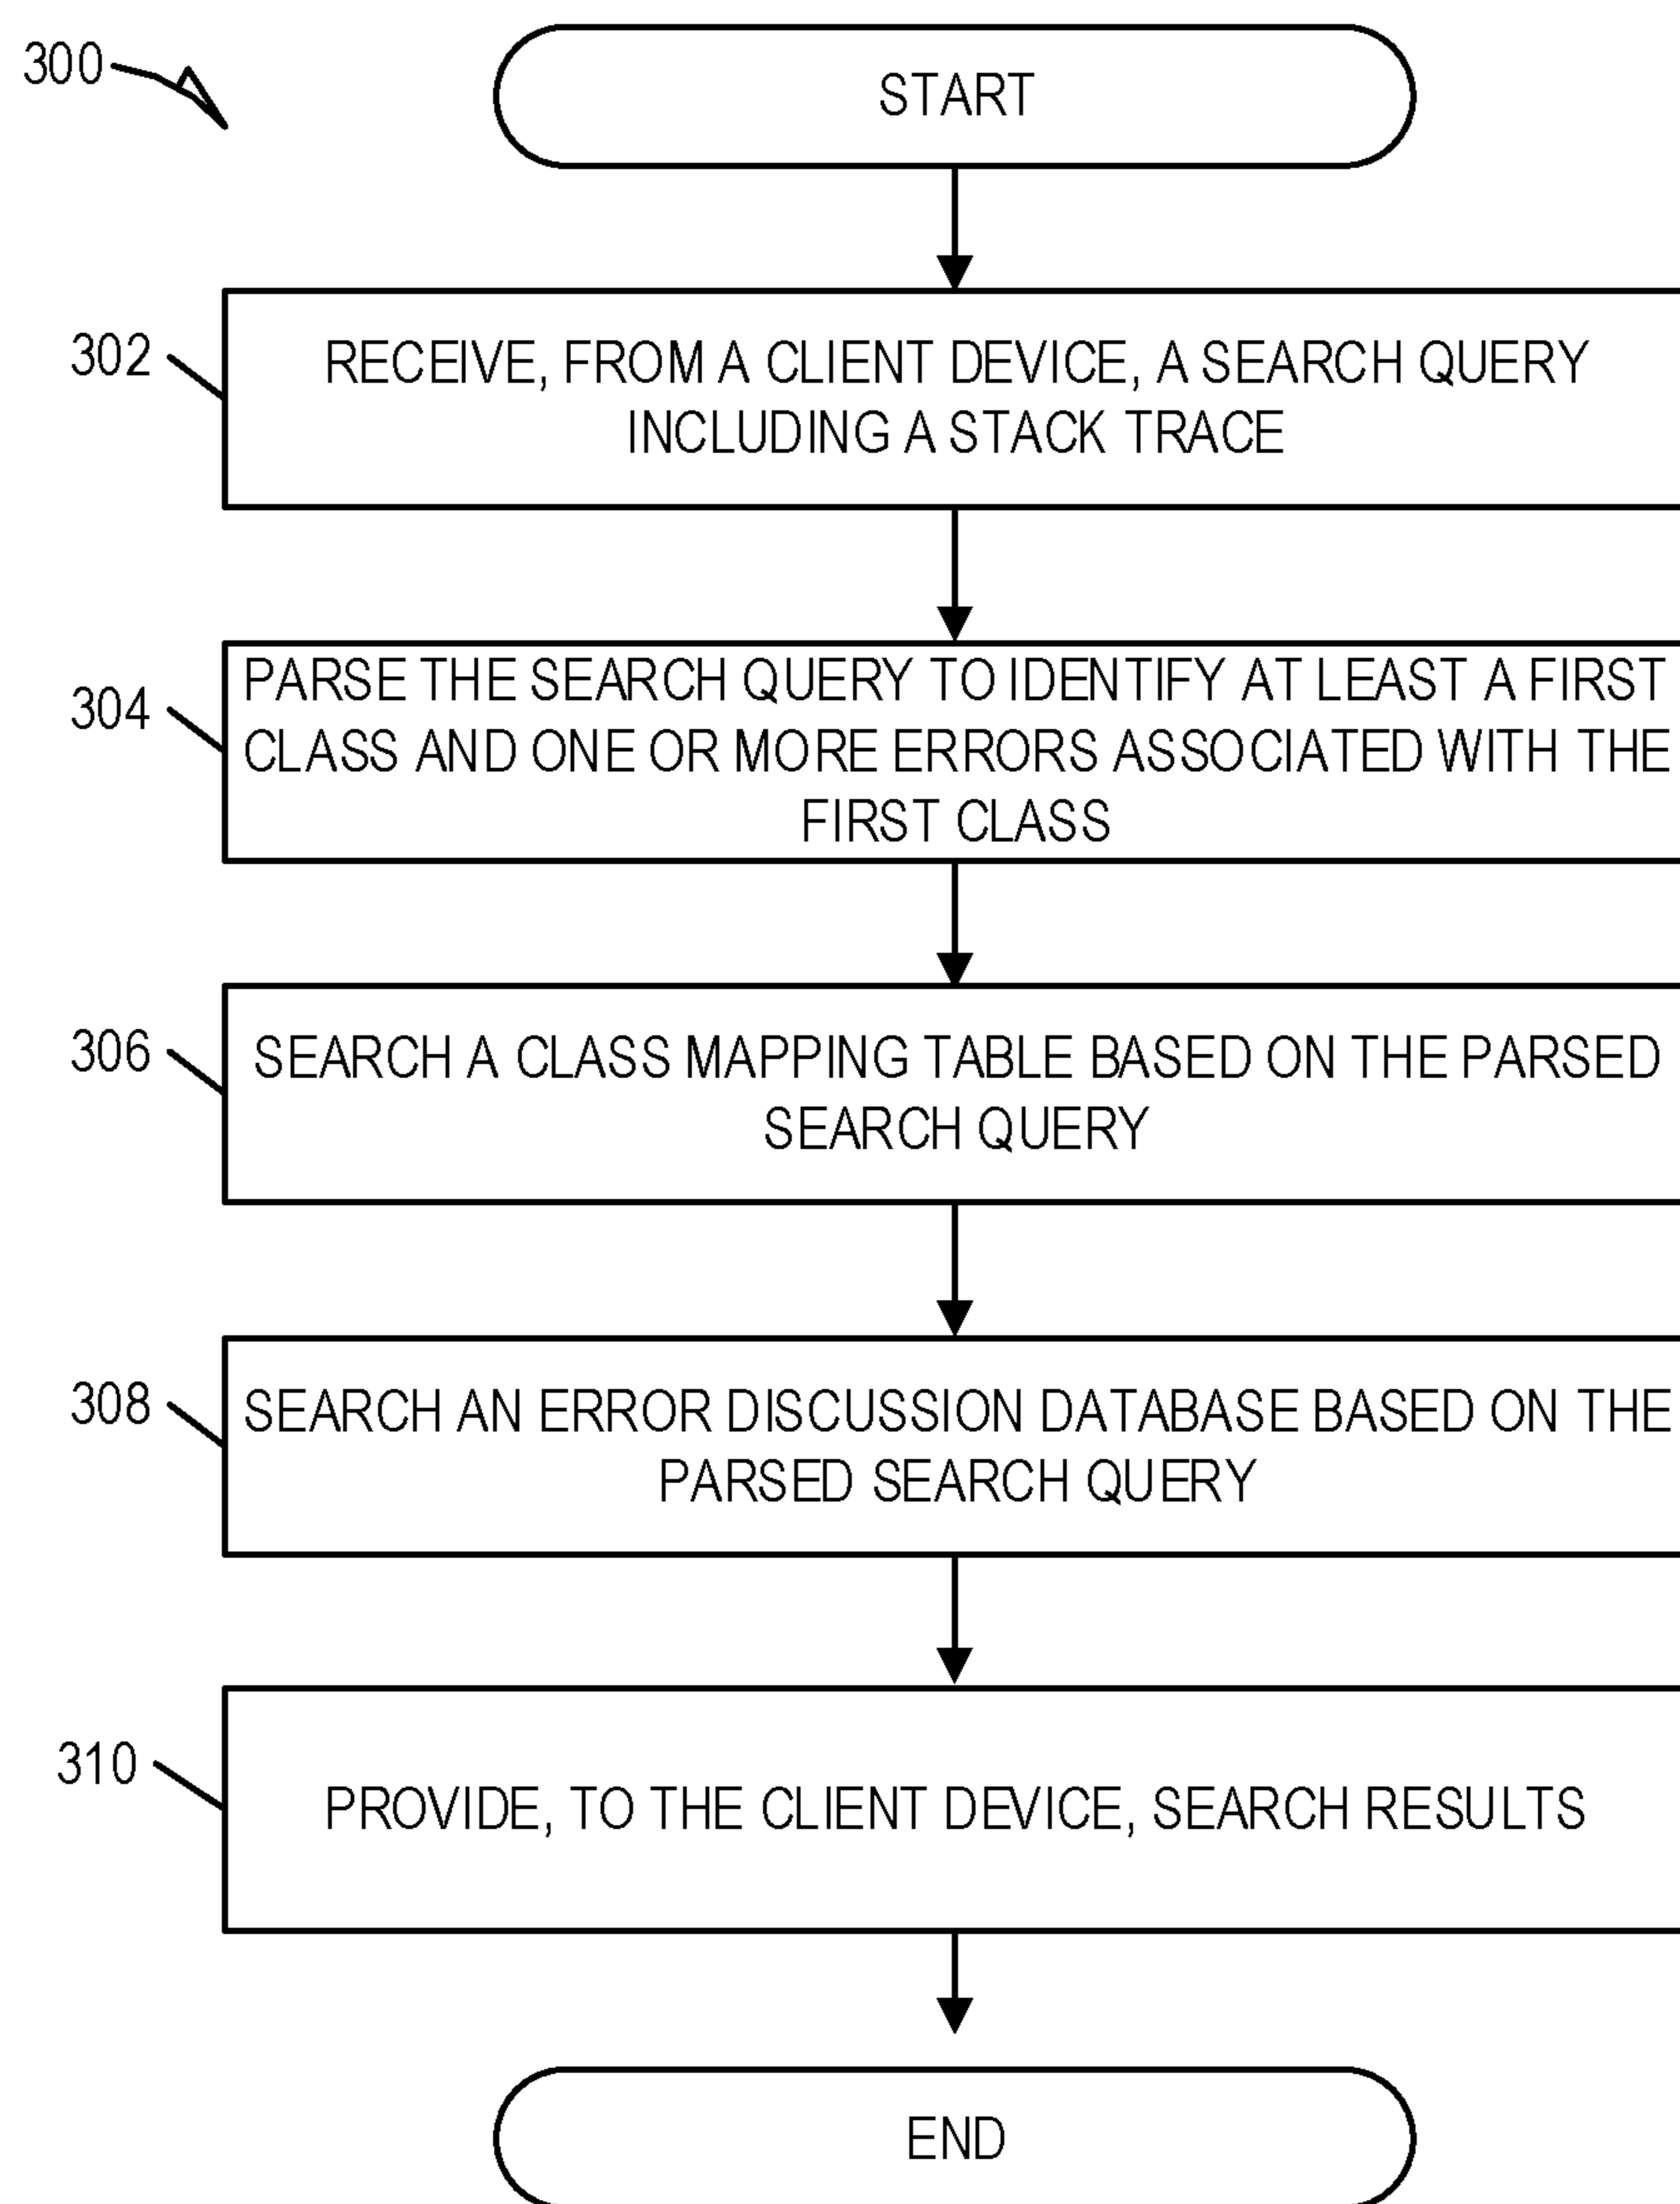 300
START
302
RECEIVE, FROM A CLIENT DEVICE, A SEARCH QUERY
INCLUDING A STACK TRACE
304
PARSE THE SEARCH QUERY TO IDENTIFY AT LEAST A FIRST
CLASS AND ONE OR MORE ERRORS ASSOCIATED WITH THE
FIRST CLASS
306
SEARCH A CLASS MAPPING TABLE BASED ON THE PARSED
SEARCH QUERY
308
SEARCH AN ERROR DISCUSSION DATABASE BASED ON THE
PARSED SEARCH QUERY
310
PROVIDE, TO THE CLIENT DEVICE, SEARCH RESULTS
END